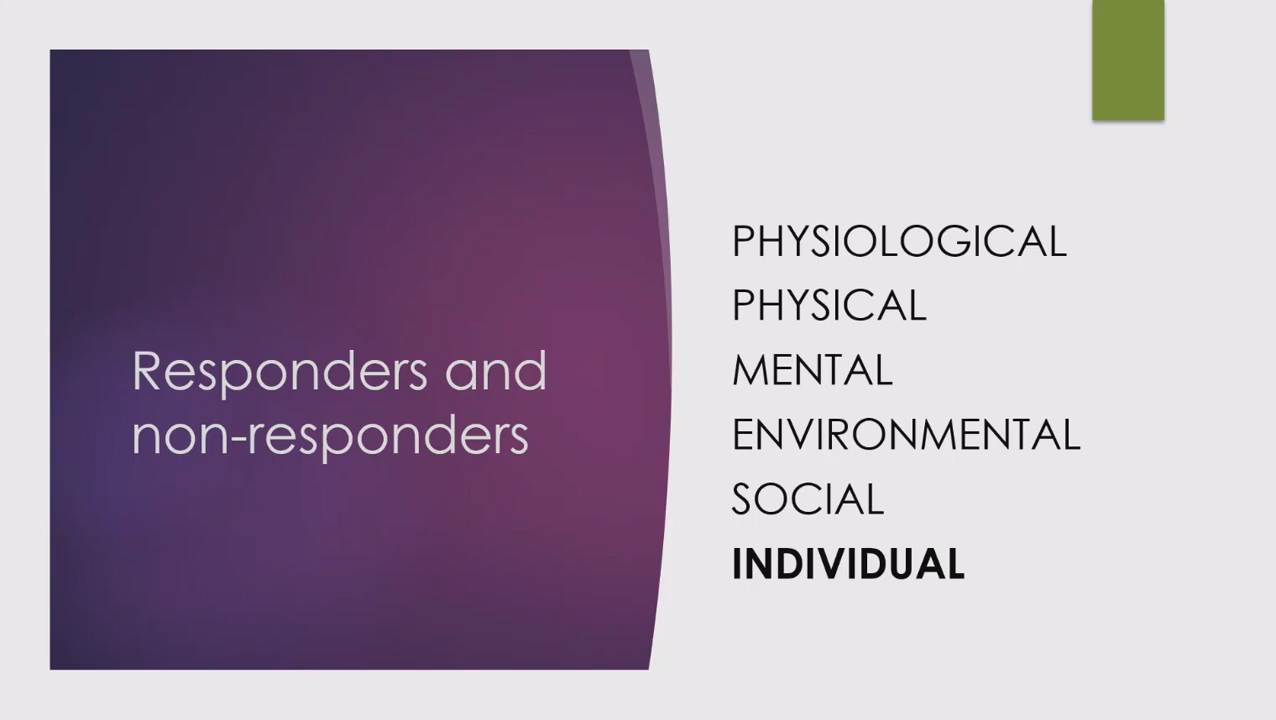 Responders and
non-responders
PHYSIOLOGICAL
PHYSICAL
MENTAL
ENVIRONMENTAL
SOCIAL
INDIVIDUAL